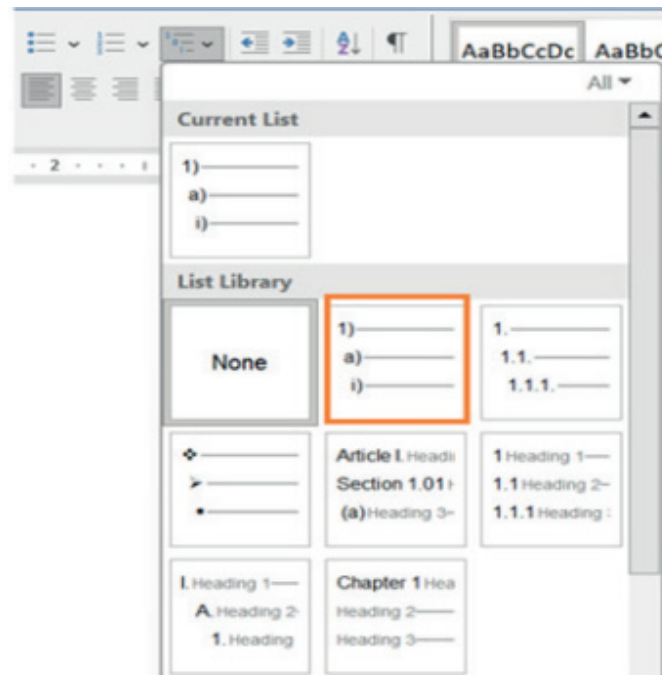 AaBbCcDc AaBbC
All
· 2 · · · ı
Current List
1)
a)
i)
List Library
None
1)
a)
i)
1.
1.1.
1.1.1.
Article I. Headi
Section 1.01 H
(a) Heading 3
1 Heading 1
1.1 Heading 2
1.1.1 Heading
I. Heading 1
A. Heading 2
1. Heading
Chapter 1 Hea
Heading 2
Heading 3